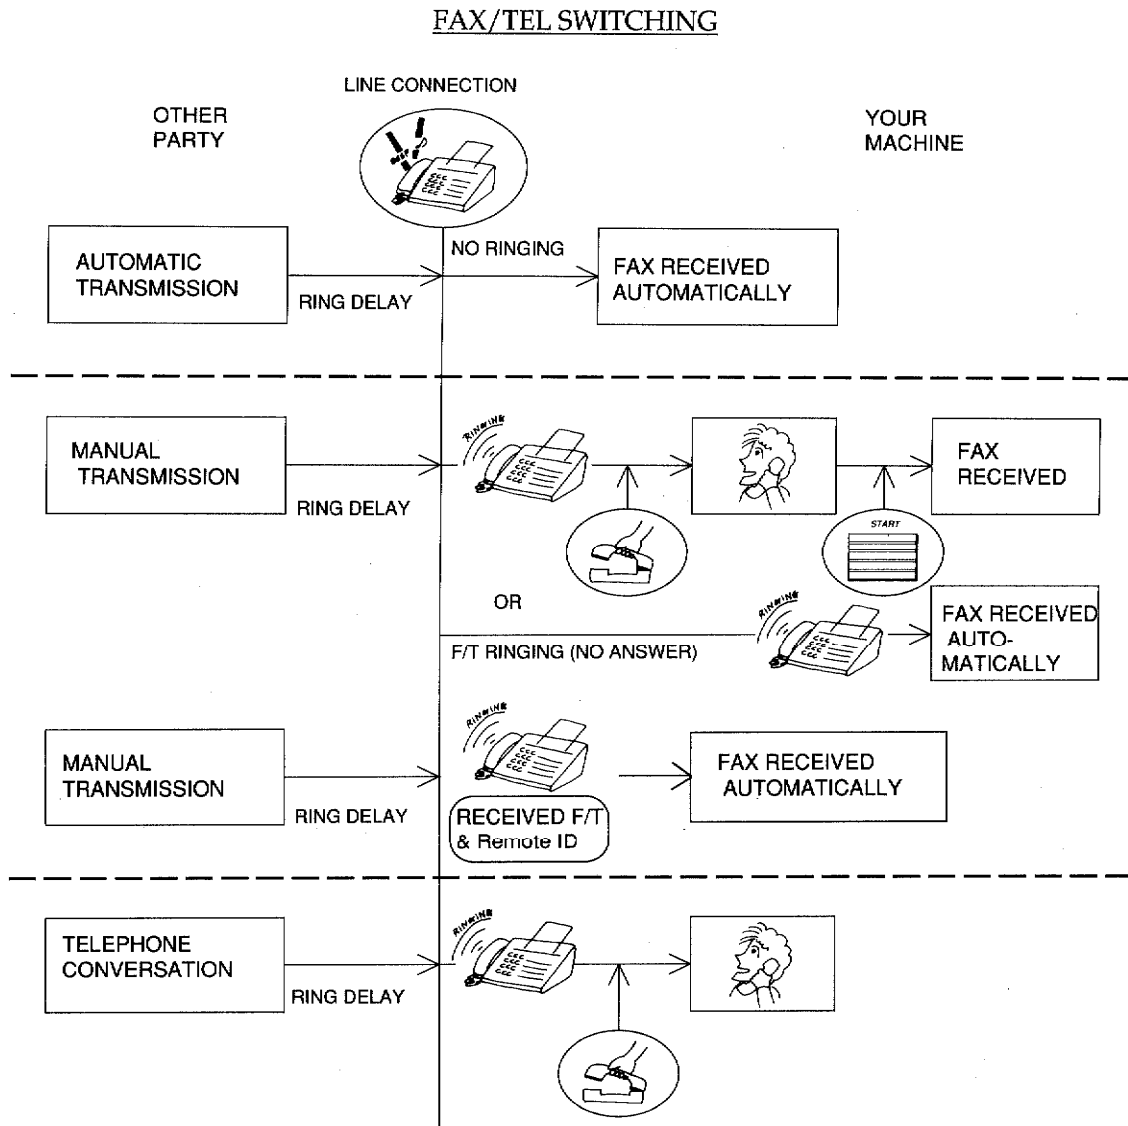 FAX/TEL SWITCHING
LINE CONNECTION
OTHER
PARTY
YOUR
MACHINE
AUTOMATIC
TRANSMISSION
RING DELAY
NO RINGING
FAX RECEIVED
AUTOMATICALLY
MANUAL
TRANSMISSION
RING DELAY
RINGING
FAX
RECEIVED
START
OR
F/T RINGING (NO ANSWER)
RINGING
FAX RECEIVED
AUTO-
MATICALLY
MANUAL
TRANSMISSION
RING DELAY
RINGING
RECEIVED F/T
& Remote ID
FAX RECEIVED
AUTOMATICALLY
TELEPHONE
CONVERSATION
RING DELAY
RINGING